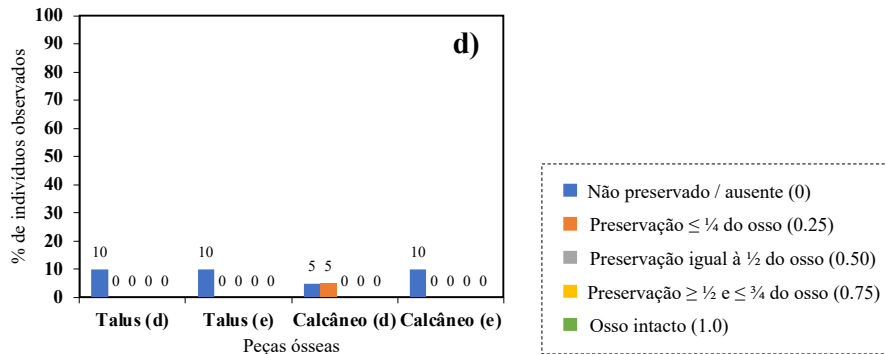 d)
% de indivíduos observados
100
90
80
70
60
50
40
30
20
10
0
10 0 0 0 0
10 0 0 0 0
5 5 0 0 0
10 0 0 0 0
Talus (d) Talus (e) Calcâneo (d) Calcâneo (e)
Peças ósseas
Não preservado / ausente (0)
Preservação ≤ ¼ do osso (0.25)
Preservação igual à ½ do osso (0.50)
Preservação ≥ ½ e ≤ ¾ do osso (0.75)
Osso intacto (1.0)